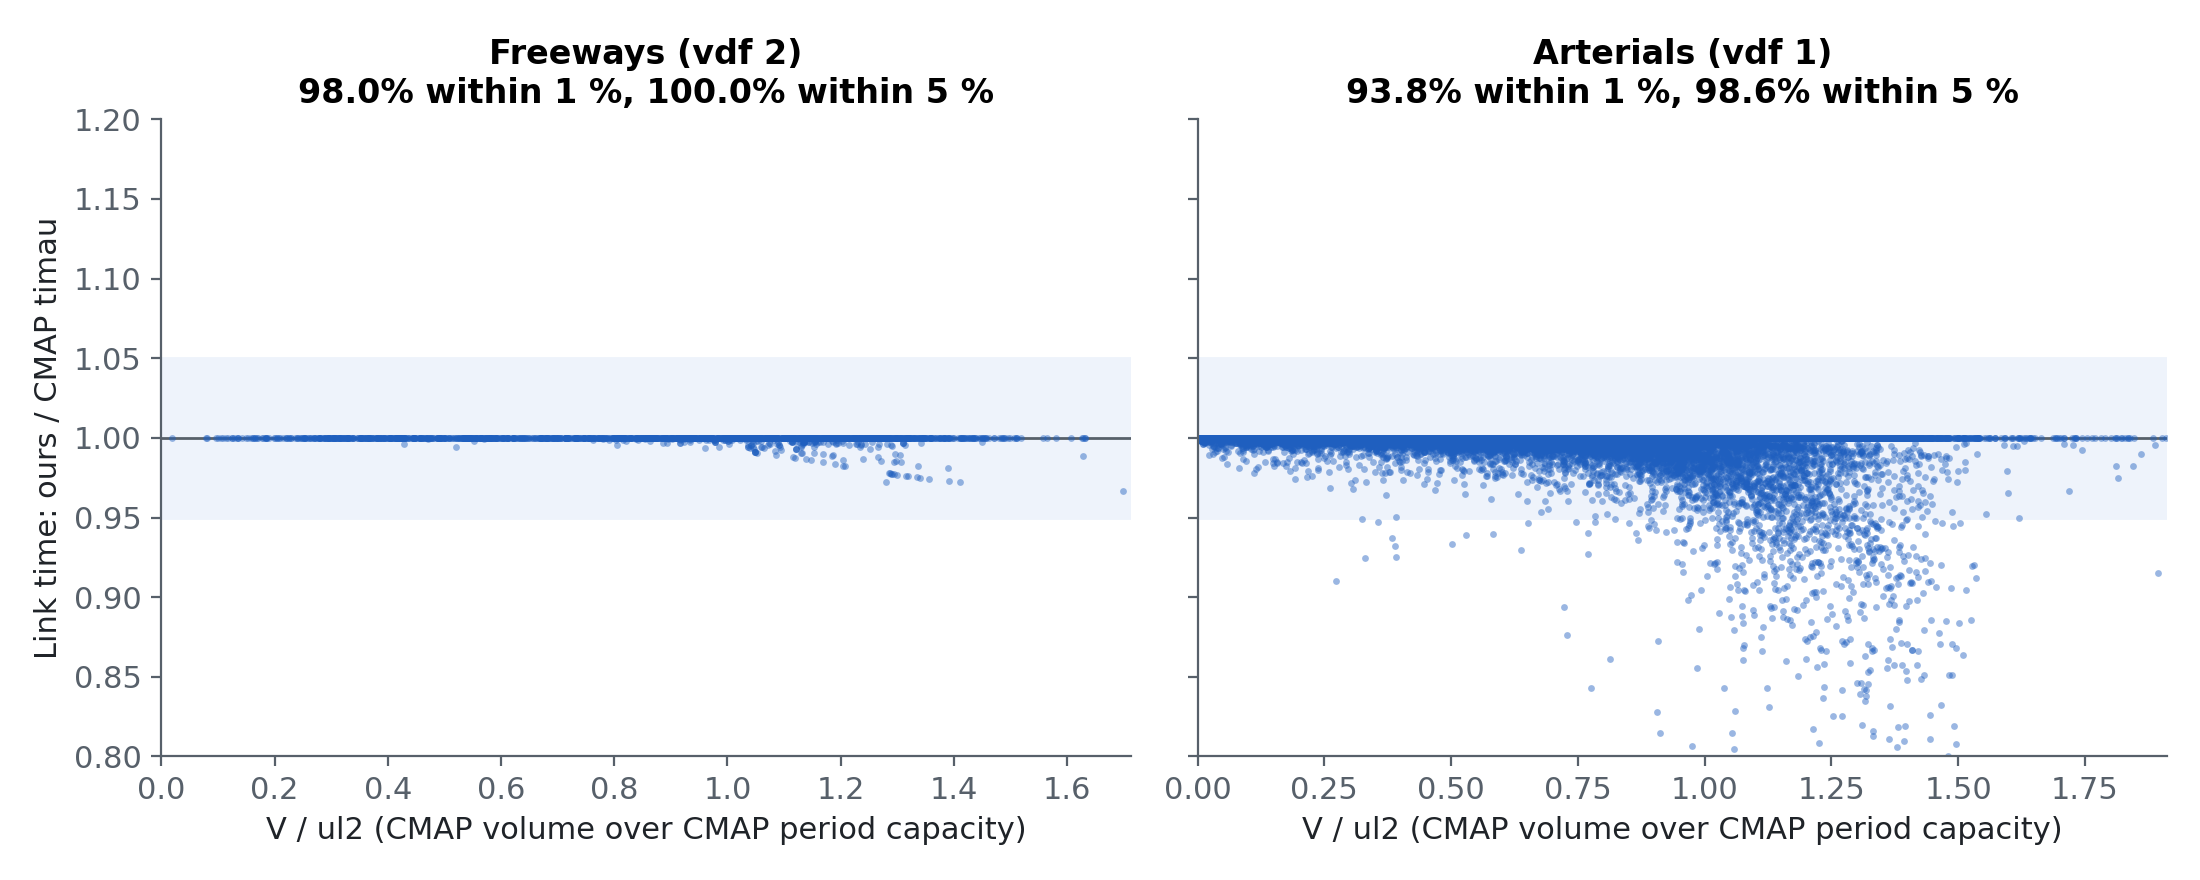 Freeways (vdf 2)
98.0% within 1 %, 100.0% within 5 %
Arterials (vdf 1)
93.8% within 1 %, 98.6% within 5 %
Link time: ours / CMAP timau
1.20
1.15
1.10
1.05
1.00
0.95
0.90
0.85
0.80
0.0 0.2 0.4 0.6 0.8 1.0 1.2 1.4 1.6
V / ul2 (CMAP volume over CMAP period capacity)
0.00 0.25 0.50 0.75 1.00 1.25 1.50 1.75
V / ul2 (CMAP volume over CMAP period capacity)